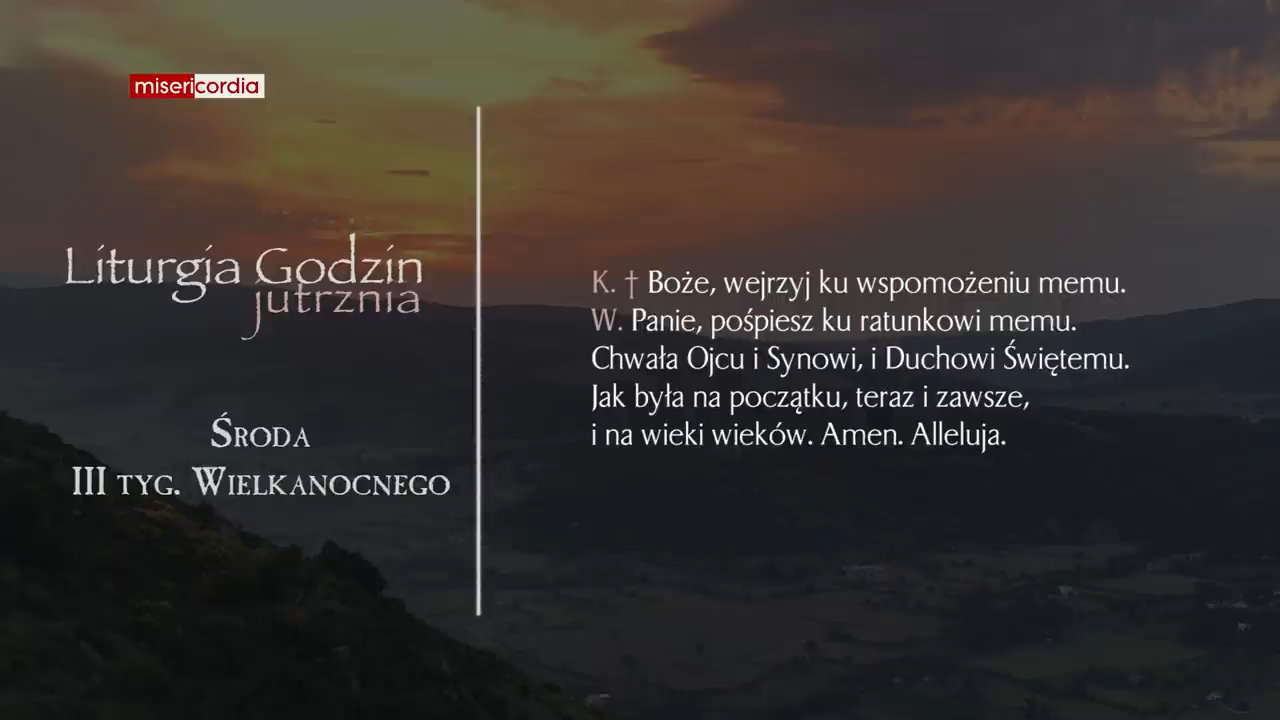 misericordia
Liturgia Godzin
jutrznia
Środa
III tyg. Wielkanocnego
K. † Boże, wejrzyj ku wspomożeniu memu.
W. Panie, pośpiesz ku ratunkowi memu.
Chwała Ojcu i Synowi, i Duchowi Świętemu.
Jak była na początku, teraz i zawsze,
i na wieki wieków. Amen. Alleluja.